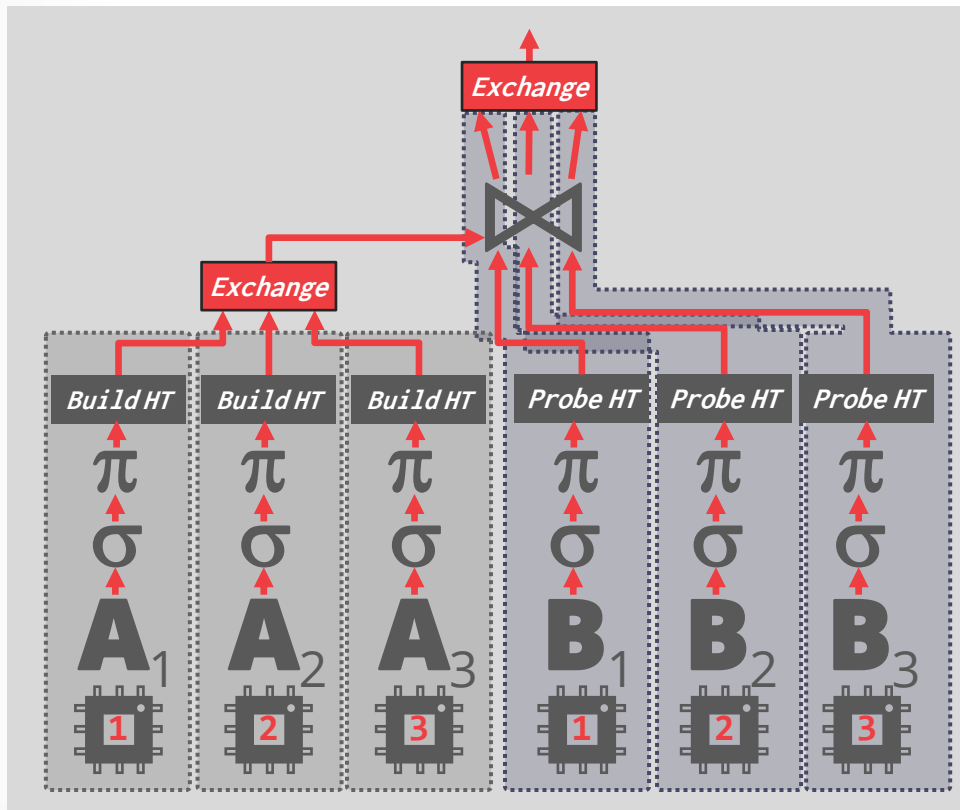 Exchange
Exchange
Build HT Build HT Build HT Probe HT Probe HT Probe HT
π π π π π π
σ σ σ σ σ σ
A1 A2 A3 B1 B2 B3
1 2 3 1 2 3